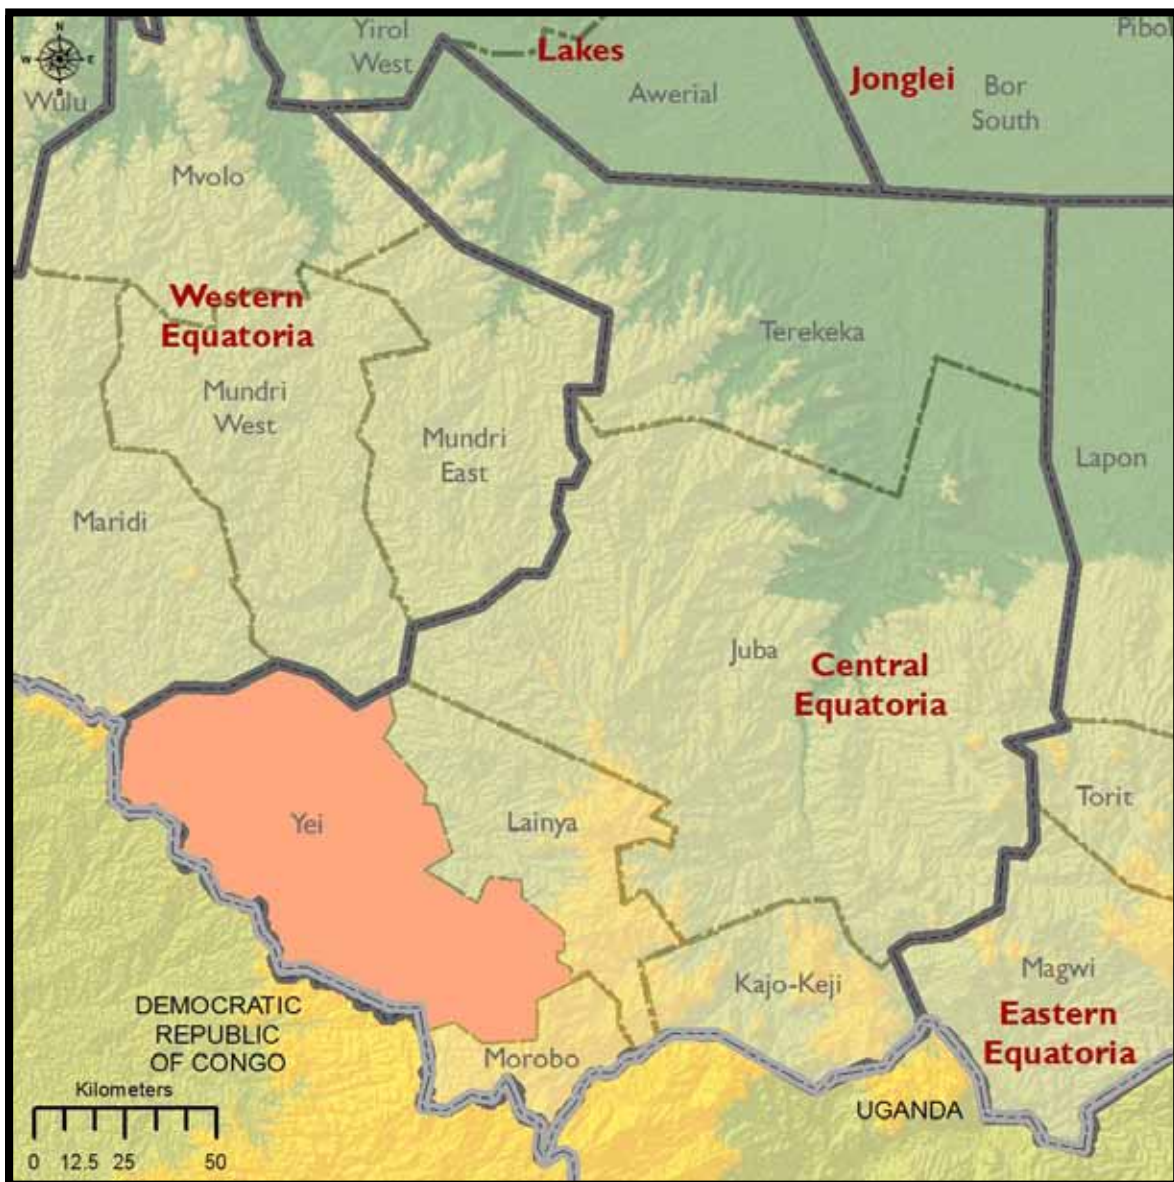 N
W
E
S
Yirol
West
Lakes
Pibor
Jonglei
Bor
South
Awerial
Wulu
Mvolo
Western
Equatoria
Terekeka
Mundri
West
Mundri
East
Lapon
Maridi
Juba
Central
Equatoria
Yei
Lainya
Torit
Magwi
Kajo-Keji
DEMOCRATIC
REPUBLIC
OF CONGO
Eastern
Equatoria
Morobo
Kilometers
UGANDA
0 12.5 25 50